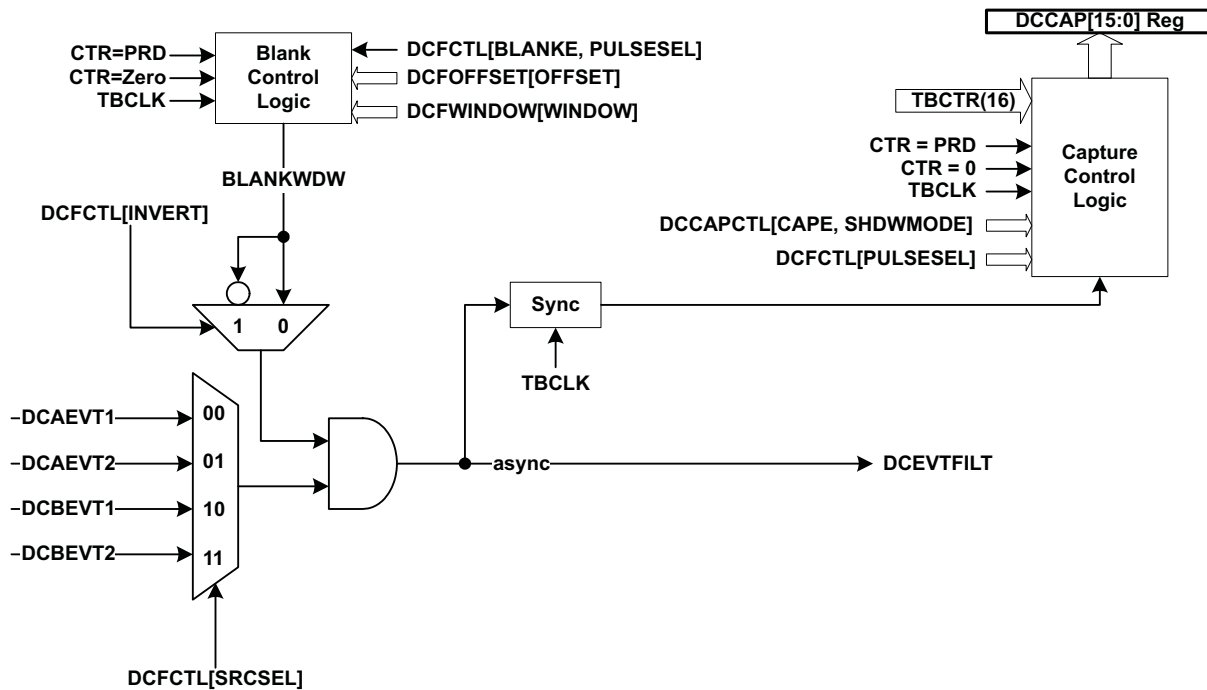 DCCAP[15:0] Reg
CTR=PRD
CTR=Zero
TBCLK
Blank
Control
Logic
DCFCTL[BLANKE, PULSESEL]
DCFOFFSET[OFFSET]
DCFWINDOW[WINDOW]
TBCTR(16)
CTR = PRD
CTR = 0
TBCLK
Capture
Control
Logic
DCCAPCTL[CAPE, SHDWMODE]
DCFCTL[PULSESEL]
BLANKWDW
DCFCTL[INVERT]
1 0
Sync
TBCLK
–DCAEVT1
–DCAEVT2
–DCBEVT1
–DCBEVT2
00
01
10
11
async
DCEVTFILT
DCFCTL[SRCSEL]